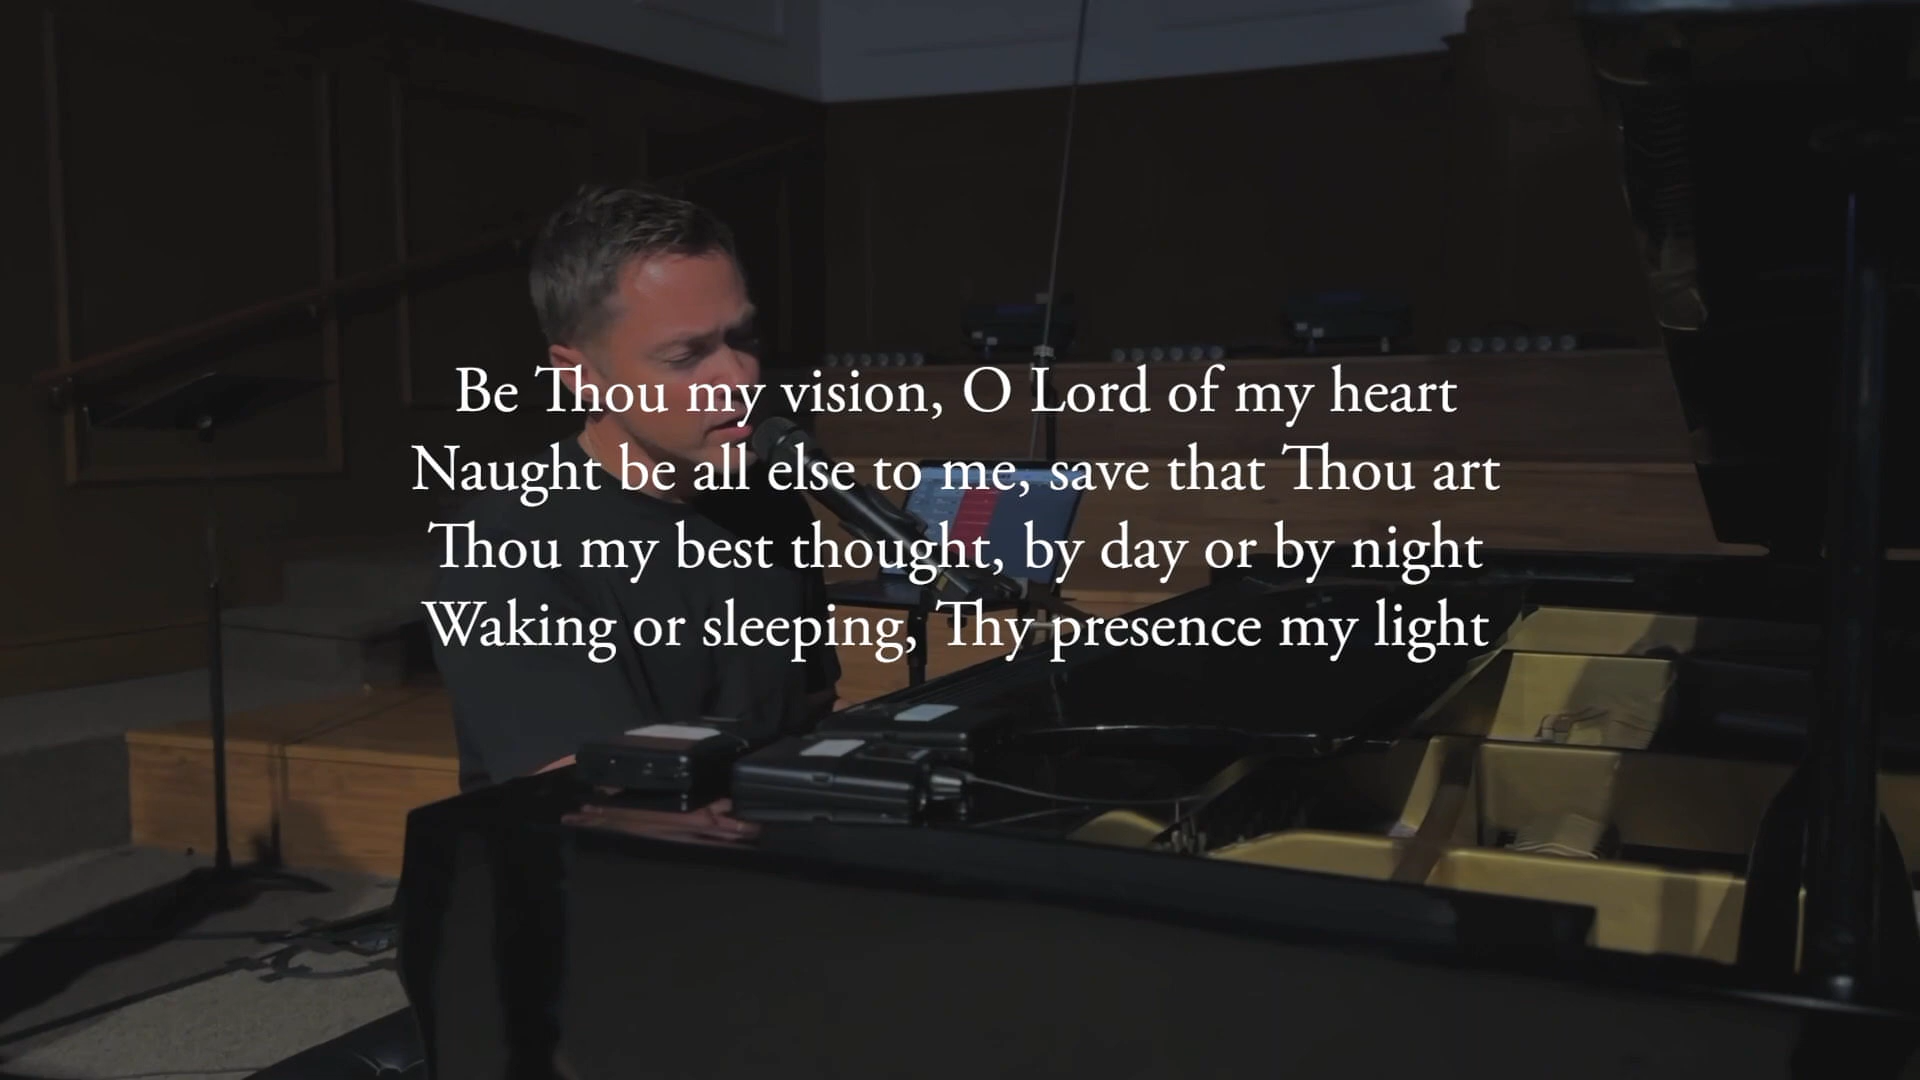 Be Thou my vision, O Lord of my heart
Naught be all else to me, save that Thou art
Thou my best thought, by day or by night
Waking or sleeping, Thy presence my light